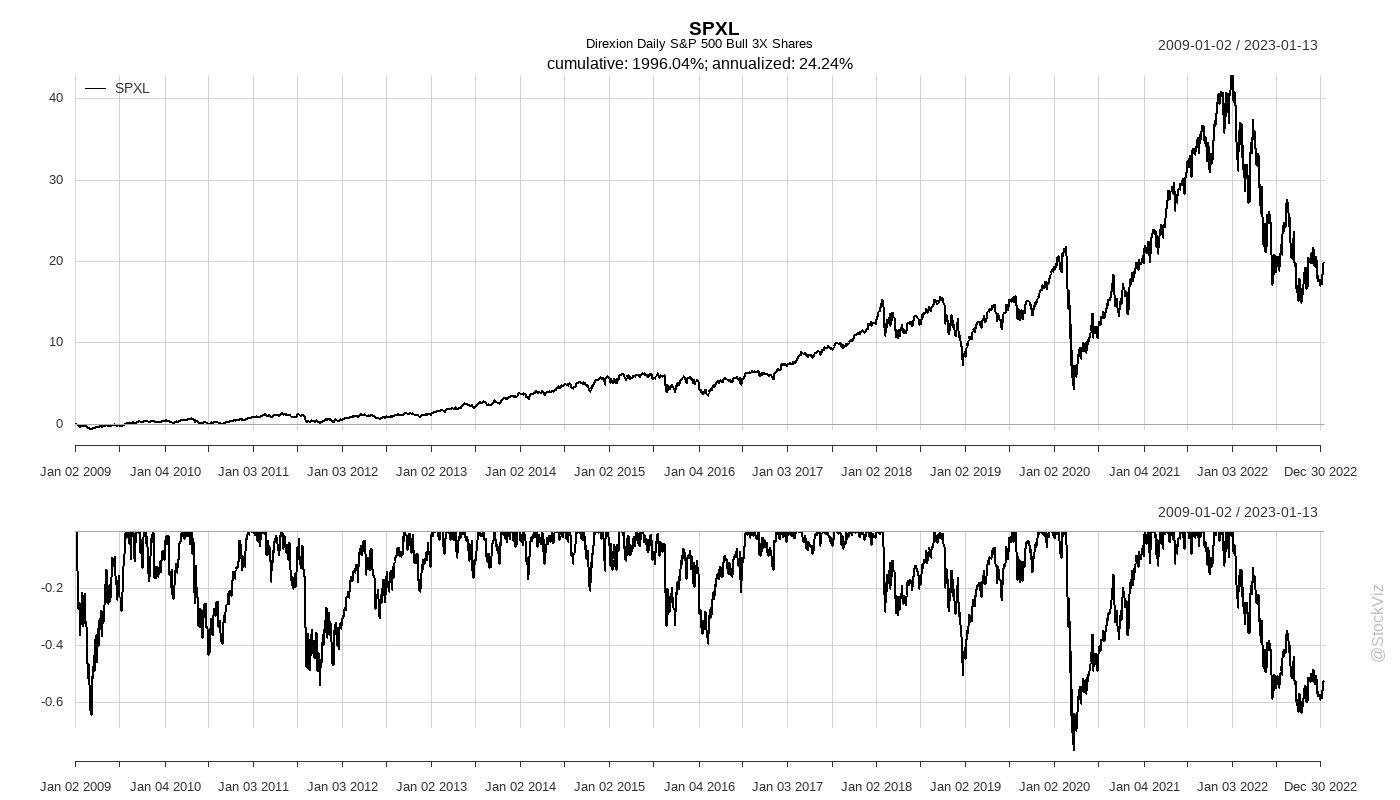 SPXL
Direxion Daily S&P 500 Bull 3X Shares
cumulative: 1996.04%; annualized: 24.24%
2009-01-02 / 2023-01-13
SPXL
40
30
20
10
0
Jan 02 2009 Jan 04 2010 Jan 03 2011 Jan 03 2012 Jan 02 2013 Jan 02 2014 Jan 02 2015 Jan 04 2016 Jan 03 2017 Jan 02 2018 Jan 02 2019 Jan 02 2020 Jan 04 2021 Jan 03 2022 Dec 30 2022
2009-01-02 / 2023-01-13
-0.2
-0.4
-0.6
Jan 02 2009 Jan 04 2010 Jan 03 2011 Jan 03 2012 Jan 02 2013 Jan 02 2014 Jan 02 2015 Jan 04 2016 Jan 03 2017 Jan 02 2018 Jan 02 2019 Jan 02 2020 Jan 04 2021 Jan 03 2022 Dec 30 2022
@StockViz